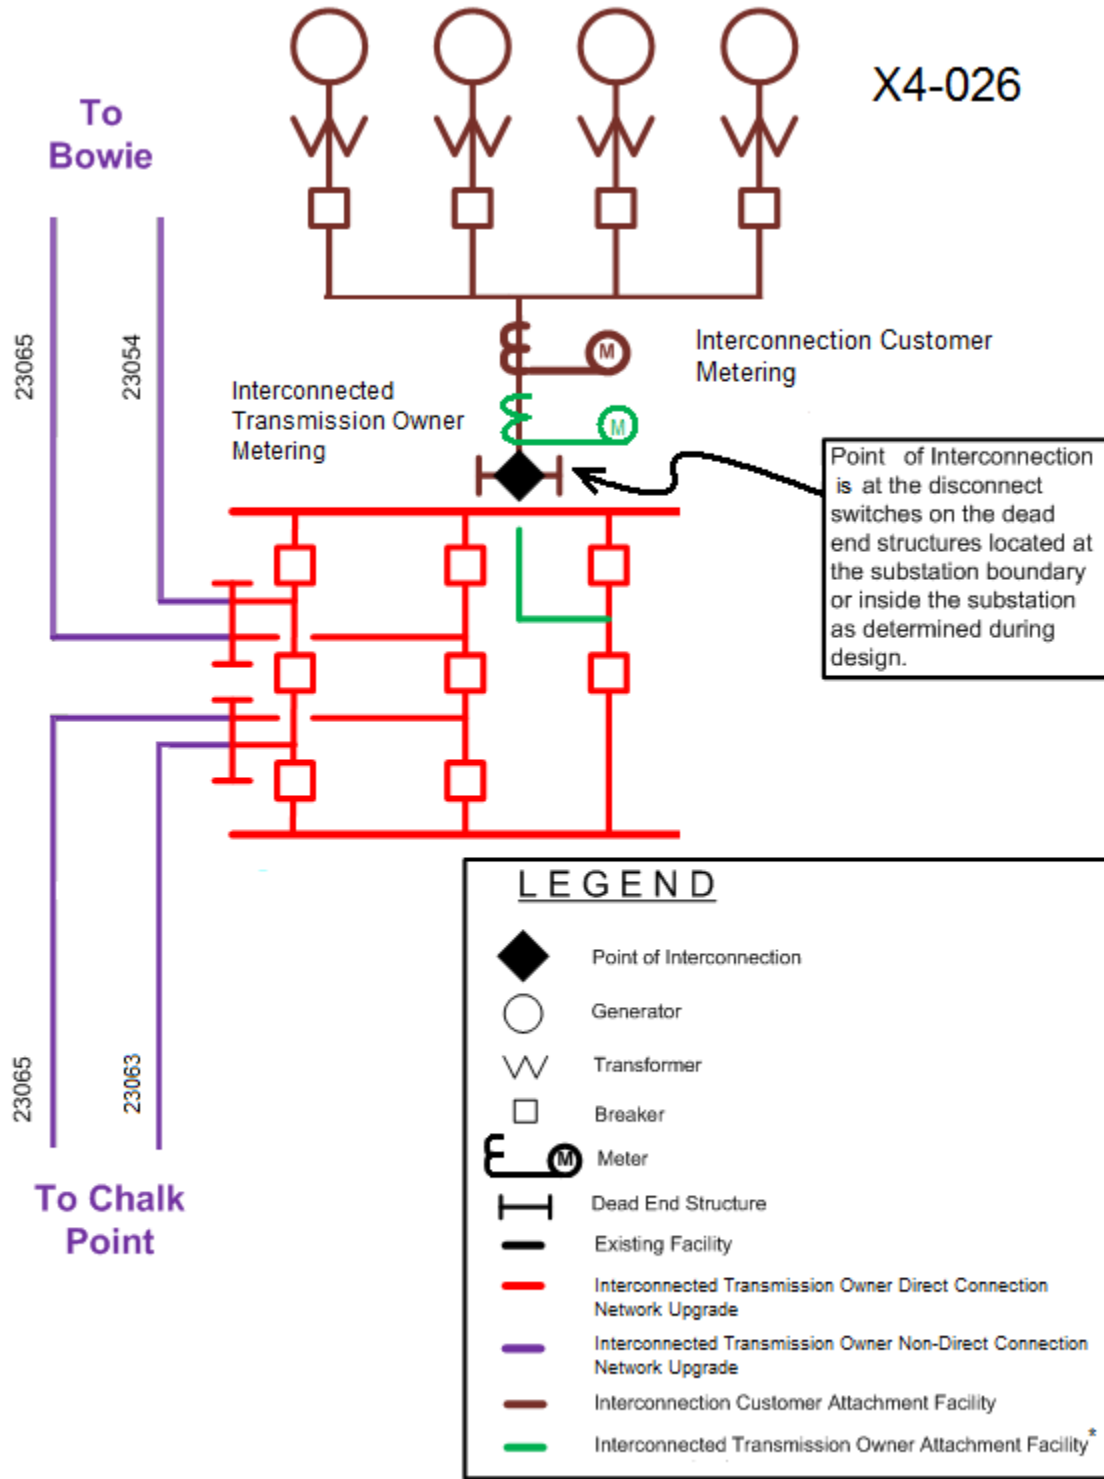 X4-026
To
Bowie
23065
23054
Interconnection Customer
Metering
M
Interconnected
Transmission Owner
Metering
M
Point of Interconnection
is at the disconnect
switches on the dead
end structures located at
the substation boundary
or inside the substation
as determined during
design.
23065
23063
To Chalk
Point
LEGEND
Point of Interconnection
Generator
Transformer
Breaker
M Meter
Dead End Structure
Existing Facility
Interconnected Transmission Owner Direct Connection
Network Upgrade
Interconnected Transmission Owner Non-Direct Connection
Network Upgrade
Interconnection Customer Attachment Facility
Interconnected Transmission Owner Attachment Facility*